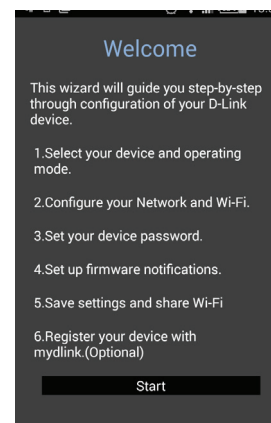 Welcome
This wizard will guide you step-by-step
through configuration of your D-Link
device.
1.Select your device and operating
mode.
2.Configure your Network and Wi-Fi.
3.Set your device password.
4.Set up firmware notifications.
5.Save settings and share Wi-Fi
6.Register your device with
mydlink.(Optional)
Start